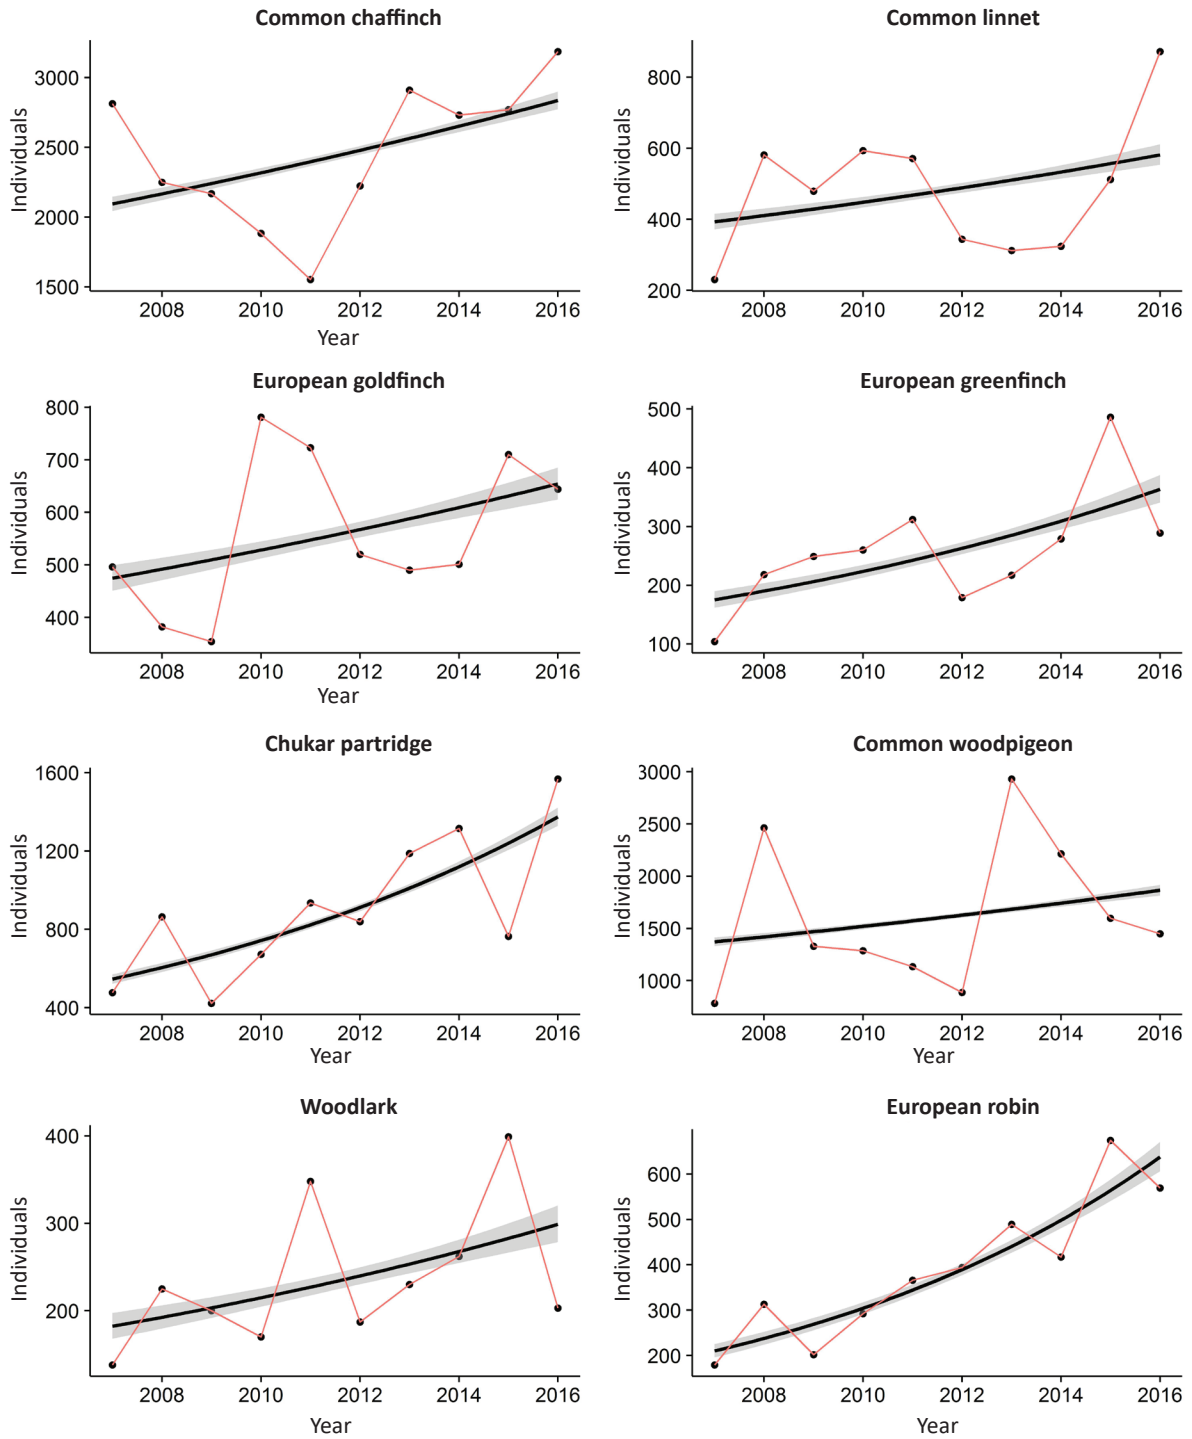 Common chaffinch
Individuals
3000
2500
2000
1500
2008 2010 2012 2014 2016
Year
Common linnet
Individuals
800
600
400
200
2008 2010 2012 2014 2016
European goldfinch
Individuals
800
700
600
500
400
2008 2010 2012 2014 2016
Year
European greenfinch
Individuals
500
400
300
200
100
2008 2010 2012 2014 2016
Chukar partridge
Individuals
1600
1200
800
400
2008 2010 2012 2014 2016
Year
Common woodpigeon
Individuals
3000
2500
2000
1500
1000
2008 2010 2012 2014 2016
Year
Woodlark
Individuals
400
300
200
2008 2010 2012 2014 2016
Year
European robin
Individuals
600
500
400
300
200
2008 2010 2012 2014 2016
Year